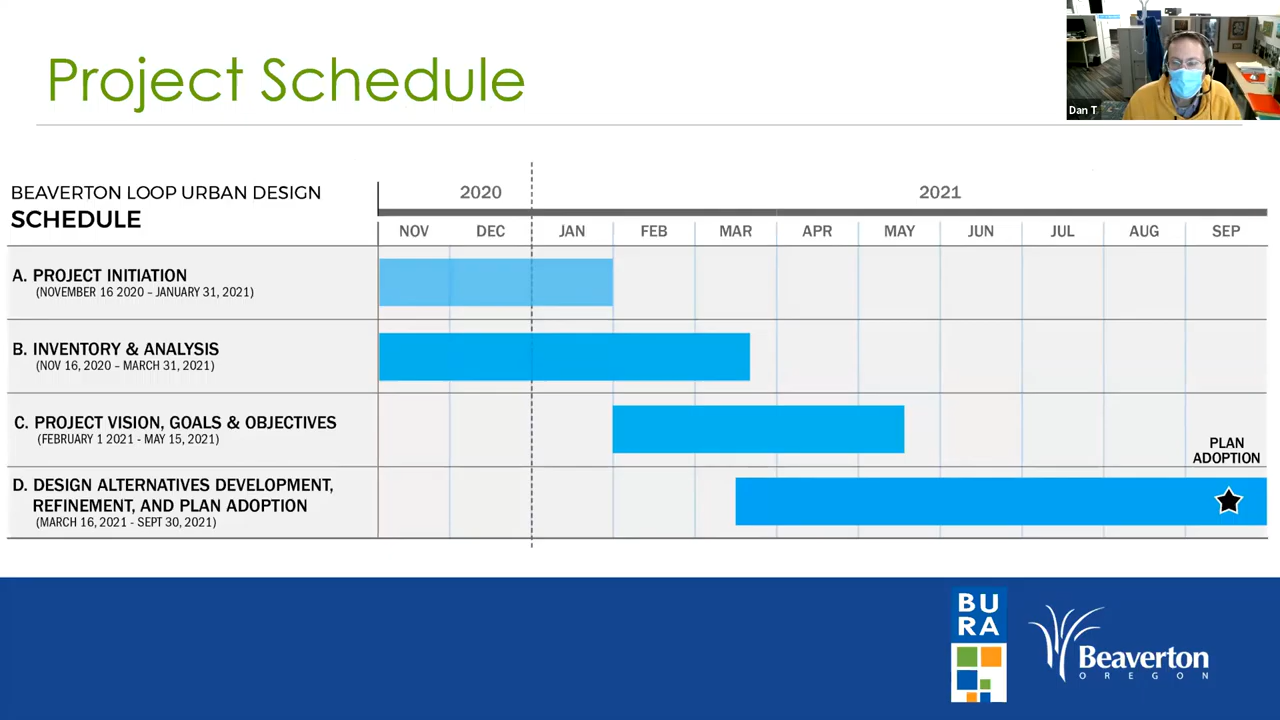 Project Schedule
Dan T
BEAVERTON LOOP URBAN DESIGN
SCHEDULE
2020
2021
NOV DEC JAN FEB MAR APR MAY JUN JUL AUG SEP
A. PROJECT INITIATION
(NOVEMBER 16 2020 – JANUARY 31, 2021)
B. INVENTORY & ANALYSIS
(NOV 16, 2020 – MARCH 31, 2021)
C. PROJECT VISION, GOALS & OBJECTIVES
(FEBRUARY 1 2021 - MAY 15, 2021)
PLAN
ADOPTION
D. DESIGN ALTERNATIVES DEVELOPMENT,
REFINEMENT, AND PLAN ADOPTION
(MARCH 16, 2021 - SEPT 30, 2021)
BU
RA
Beaverton
OREGON